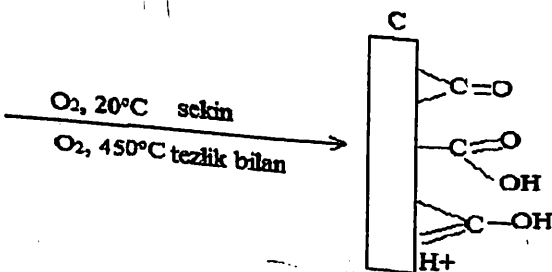 C
O₂, 20°C sekin
O₂, 450°C tezlik bilan
C=O
C=O
OH
C-OH
H+